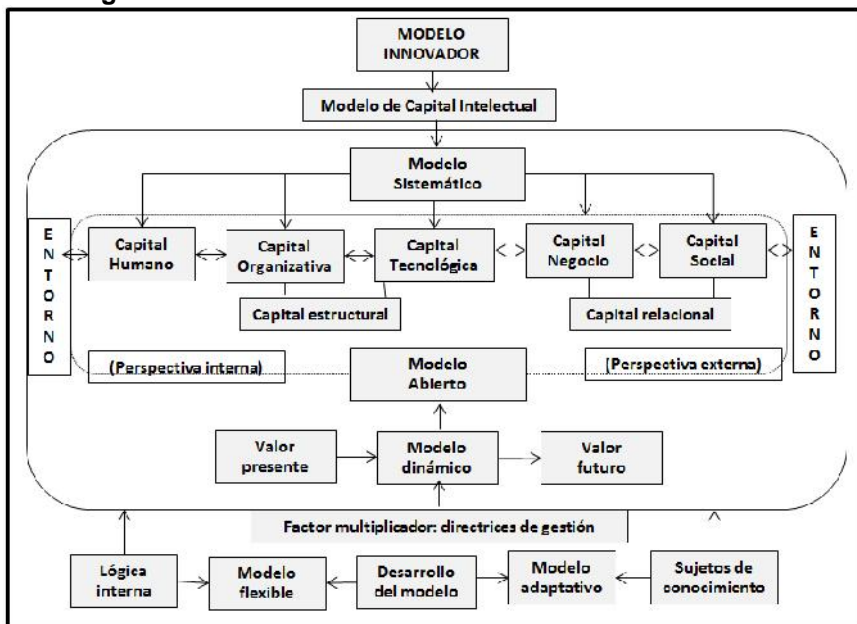 MODELO
INNOVADOR
Modelo de Capital Intelectual
Modelo
Sistemático
ENTORNO
Capital
Humano
Capital
Organizativa
Capital
Tecnológica
Capital
Negocio
Capital
Social
ENTORNO
Capital estructural
Capital relacional
(Perspectiva interna)
Modelo
Abierto
(Perspectiva externa)
Valor
presente
Modelo
dinámico
Valor
futuro
Factor multiplicador: directrices de gestión
Lógica
interna
Modelo
flexible
Desarrollo
del modelo
Modelo
adaptativo
Sujetos de
conocimiento